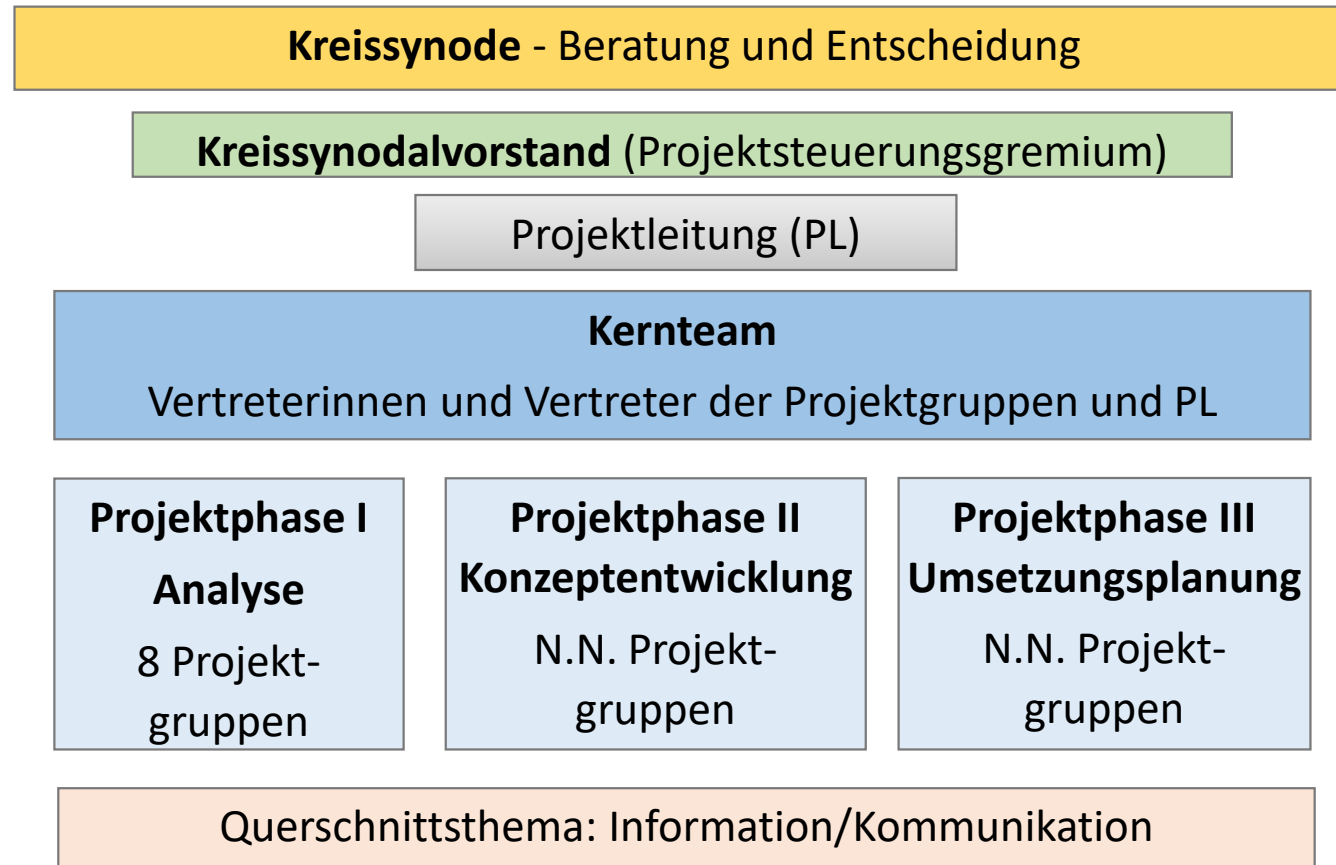 Kreissynode - Beratung und Entscheidung
Kreissynodalvorstand (Projektsteuerungsgremium)
Projektleitung (PL)
Kernteam
Vertreterinnen und Vertreter der Projektgruppen und PL
Projektphase I
Analyse
8 Projekt-
gruppen
Projektphase II
Konzeptentwicklung
N.N. Projekt-
gruppen
Projektphase III
Umsetzungsplanung
N.N. Projekt-
gruppen
Querschnittsthema: Information/Kommunikation